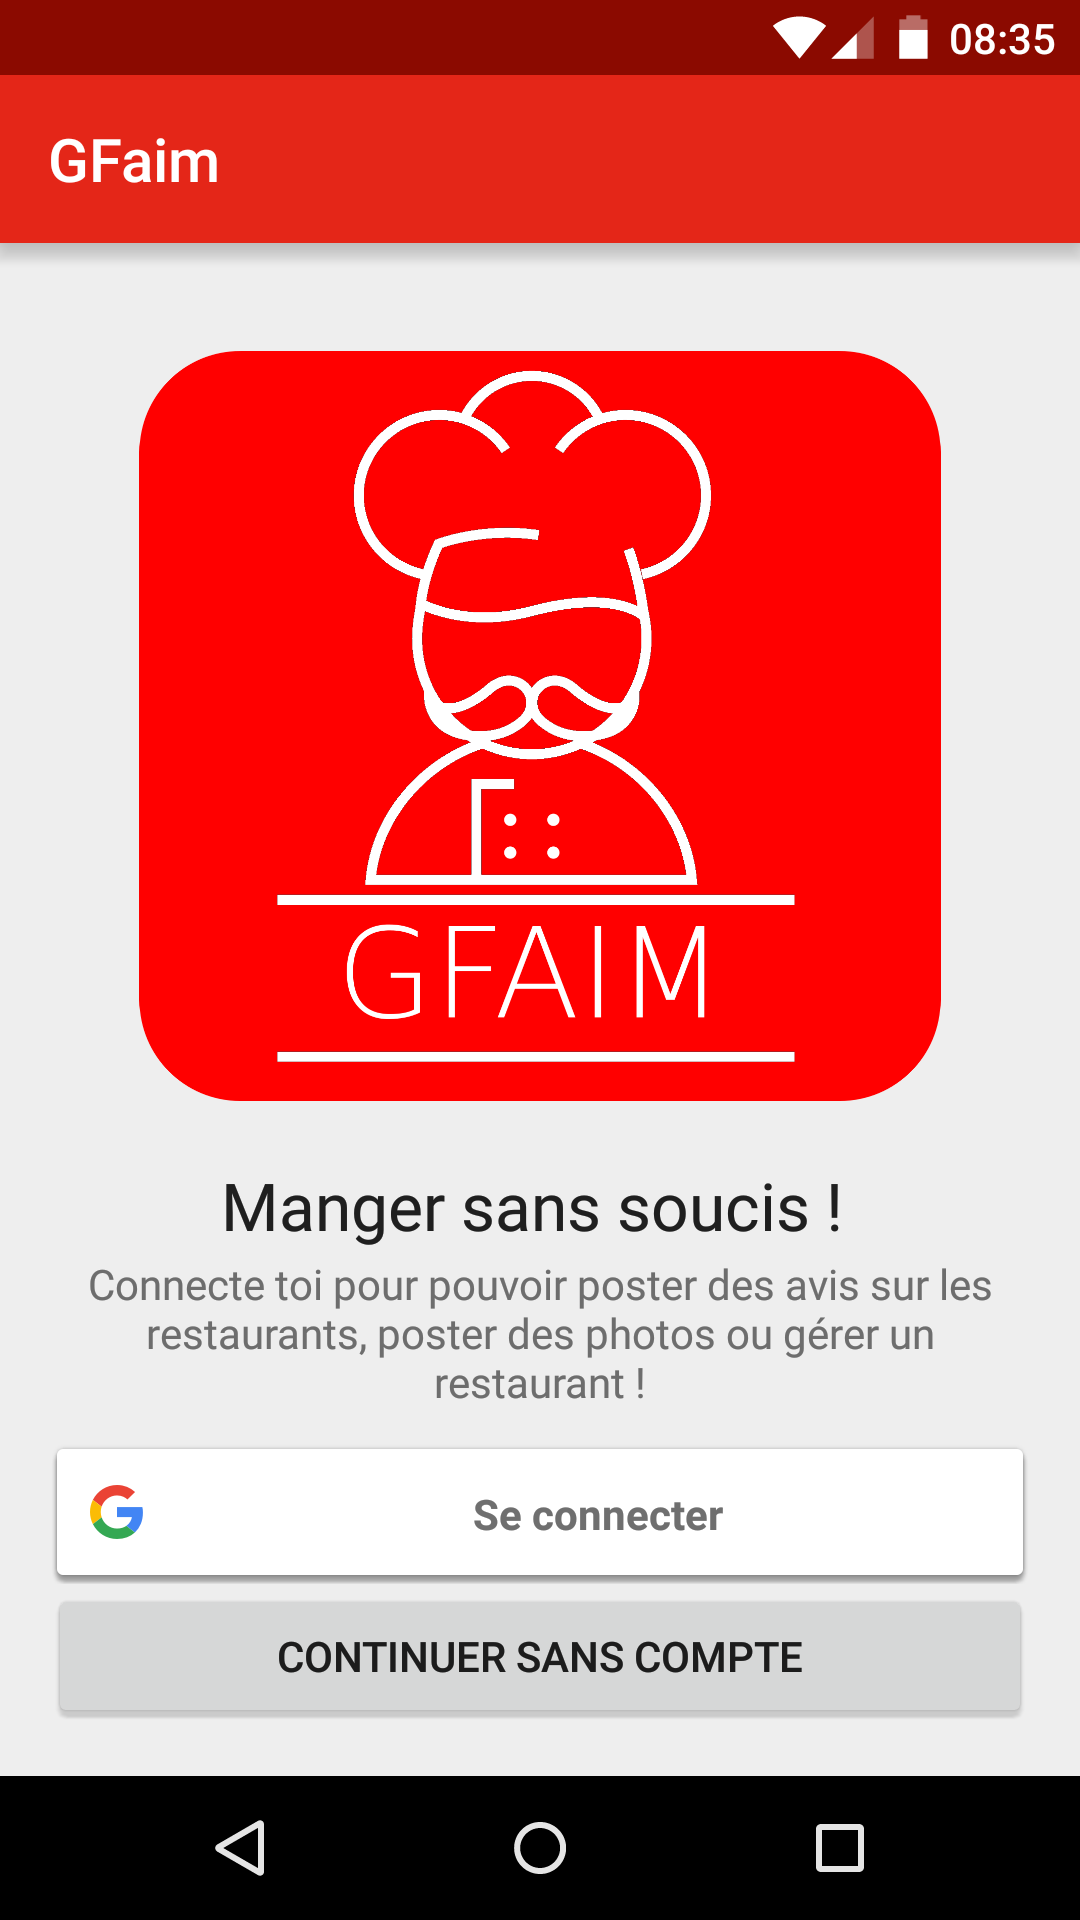 08:35
GFaim
GFAIM
Manger sans soucis !
Connecte toi pour pouvoir poster des avis sur les
restaurants, poster des photos ou gérer un
restaurant !
Se connecter
CONTINUER SANS COMPTE